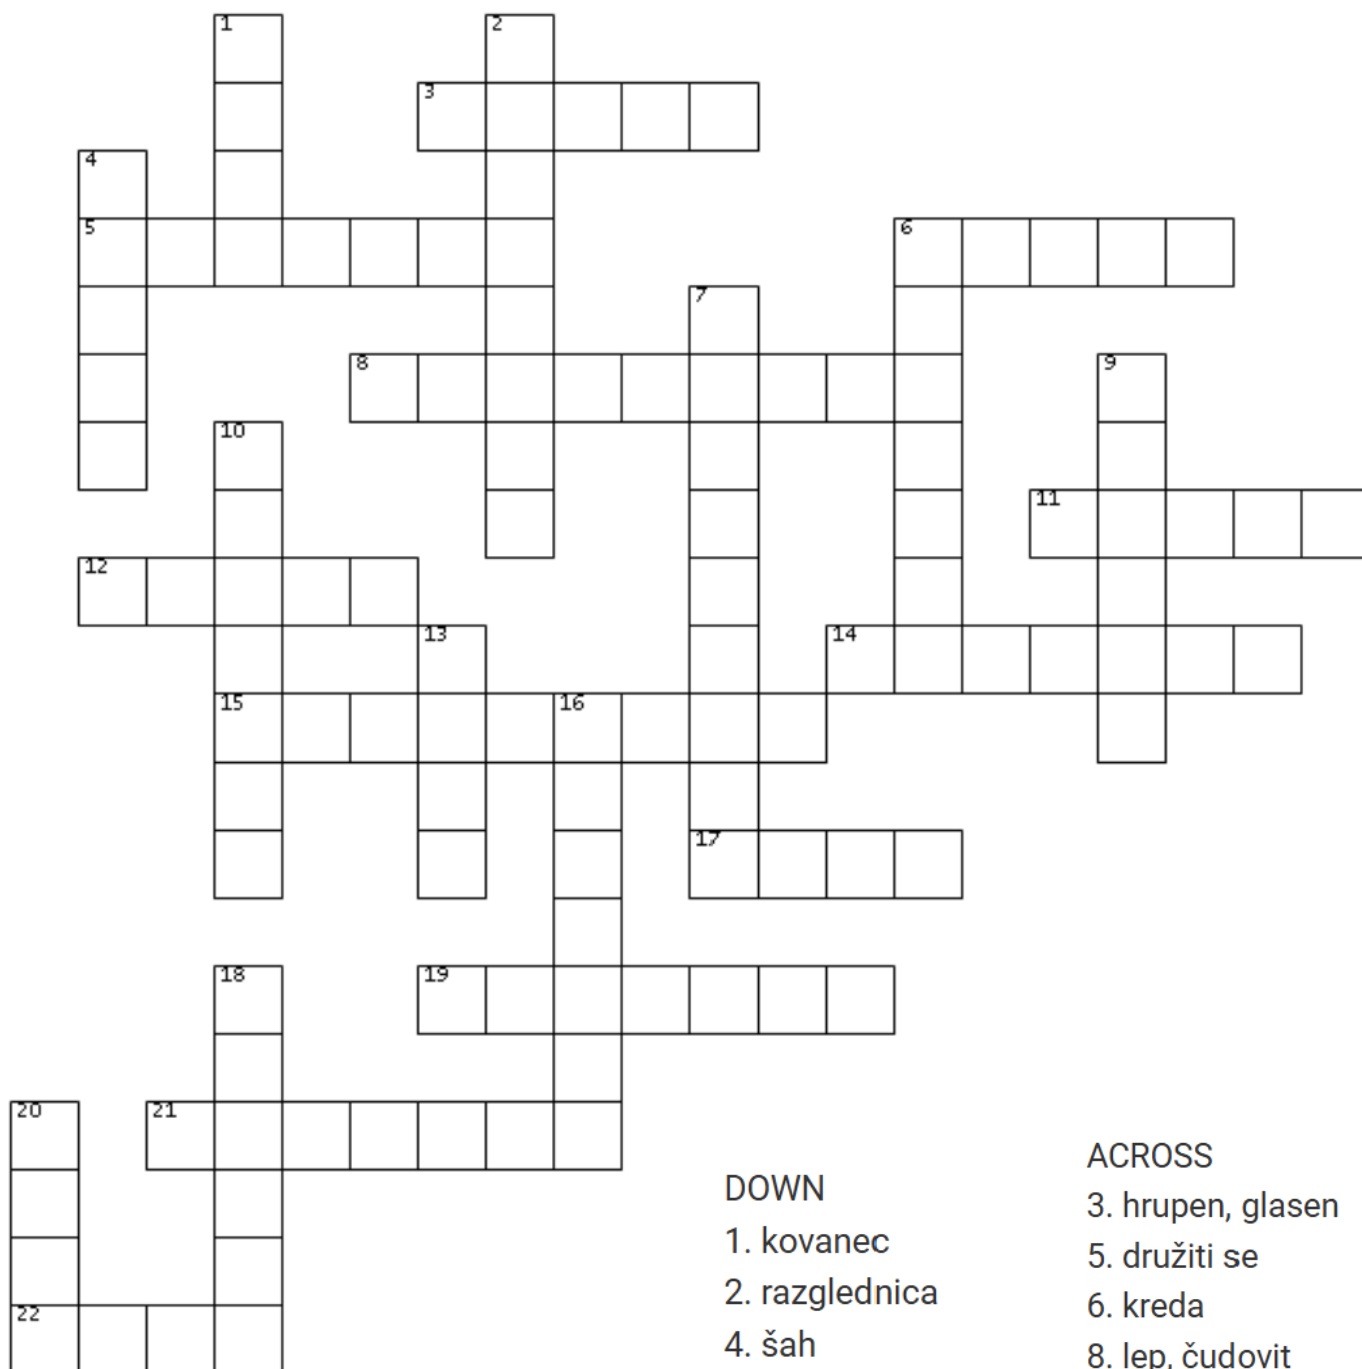 1
2
3
4
5
6
7
8
9
10
11
12
13
14
15
16
17
18
19
20
21
22
DOWN
1. kovanec
2. razglednica
4. šah
ACROSS
3. hrupen, glasen
5. družiti se
6. kreda
8. lep, čudovit